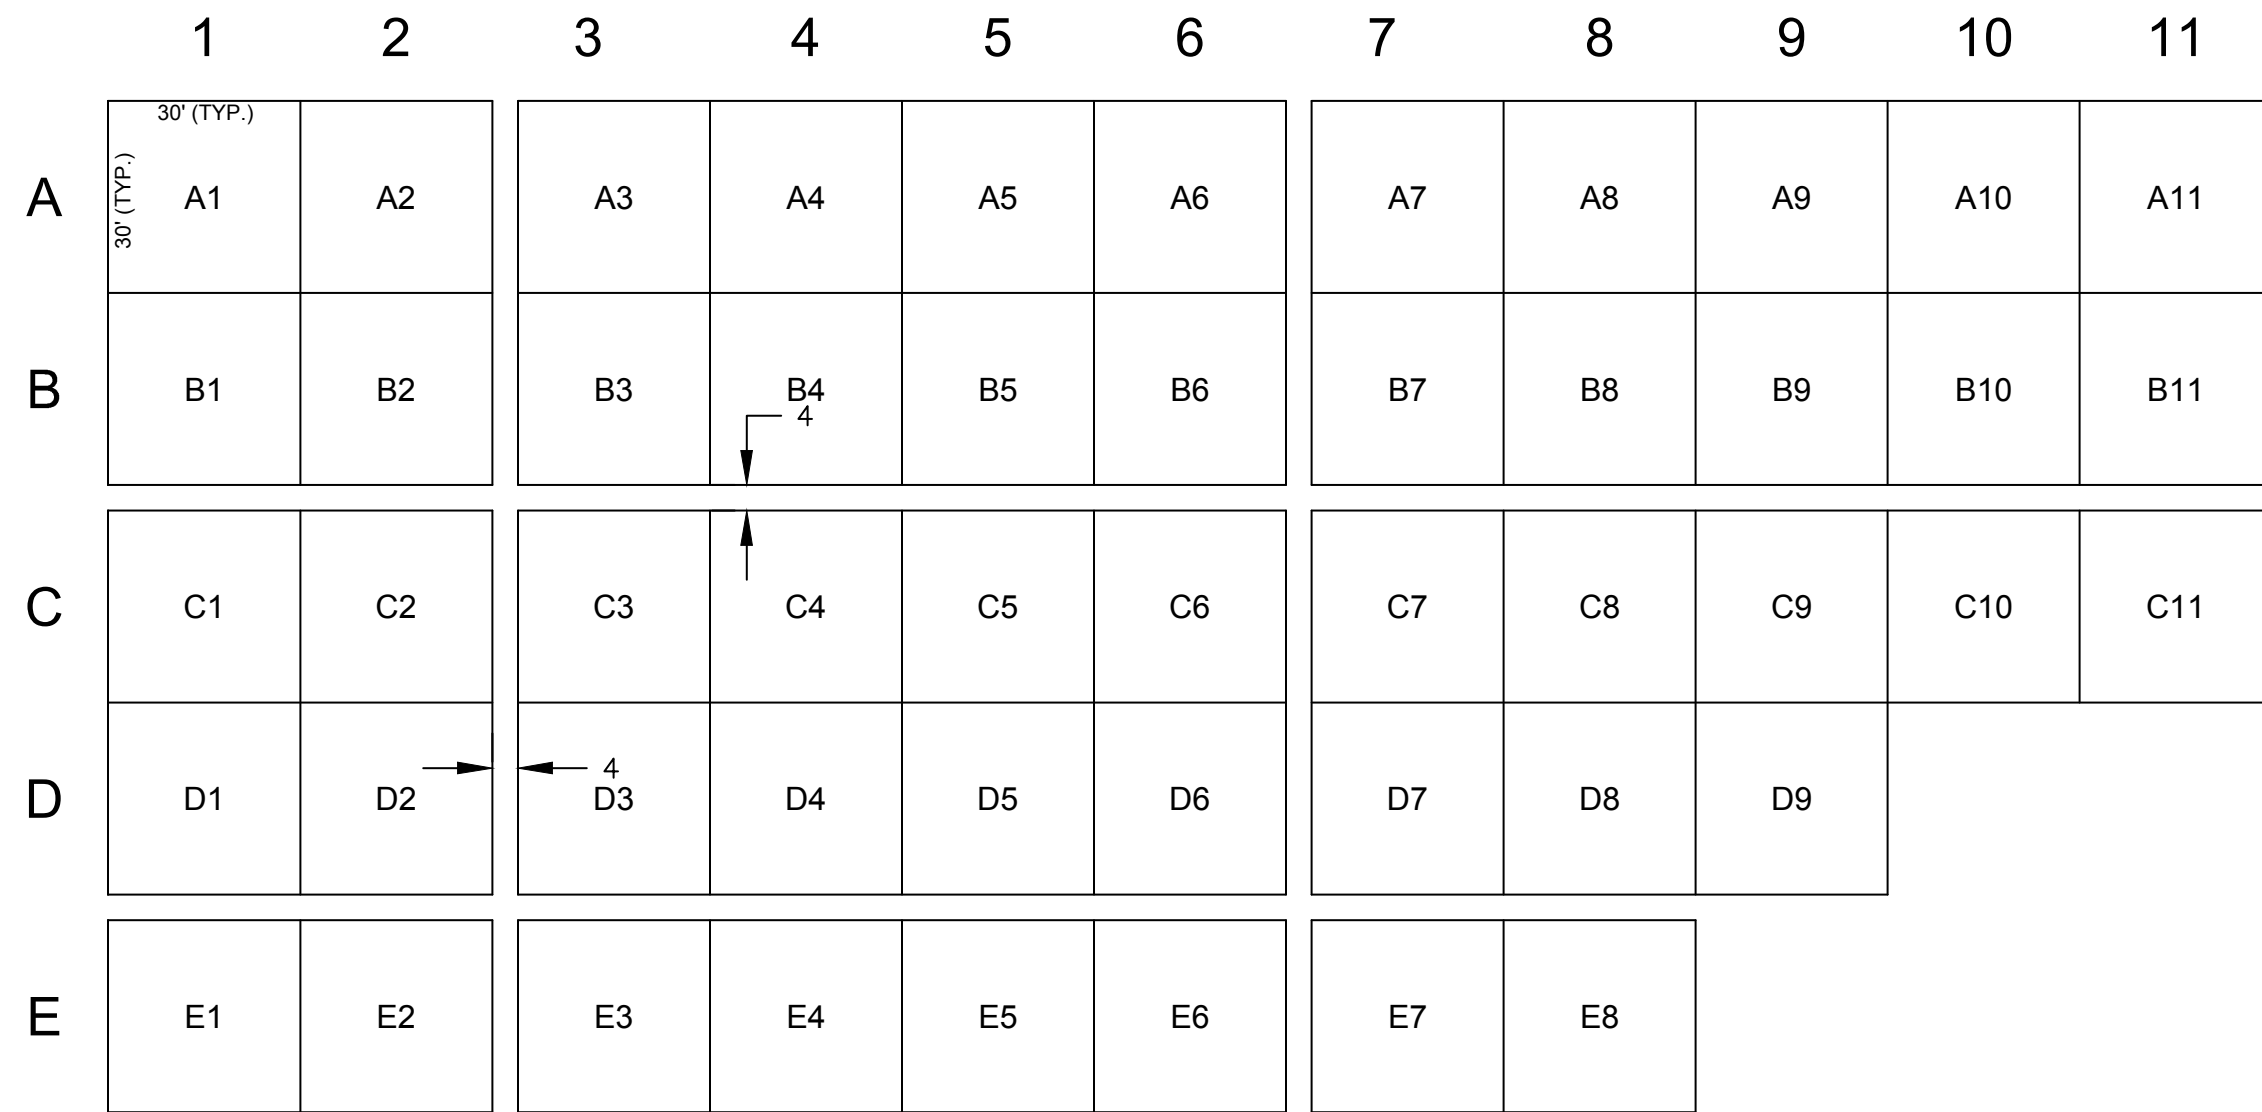 1 2 3 4 5 6 7 8 9 10 11
30' (TYP.)
30' (TYP.)
A A1 A2 A3 A4 A5 A6 A7 A8 A9 A10 A11
B B1 B2 B3 B4 B5 B6 B7 B8 B9 B10 B11
4
C C1 C2 C3 C4 C5 C6 C7 C8 C9 C10 C11
4
D D1 D2 D3 D4 D5 D6 D7 D8 D9
E E1 E2 E3 E4 E5 E6 E7 E8